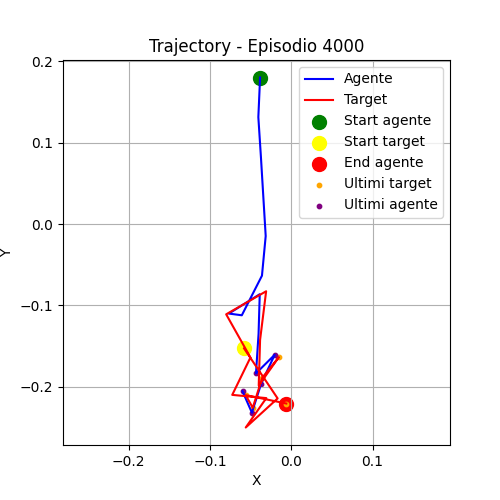 Trajectory - Episodio 4000
Agente
Target
Start agente
Start target
End agente
Ultimi target
Ultimi agente
0.2
0.1
0.0
−0.1
−0.2
Y
−0.2
−0.1
0.0
0.1
X